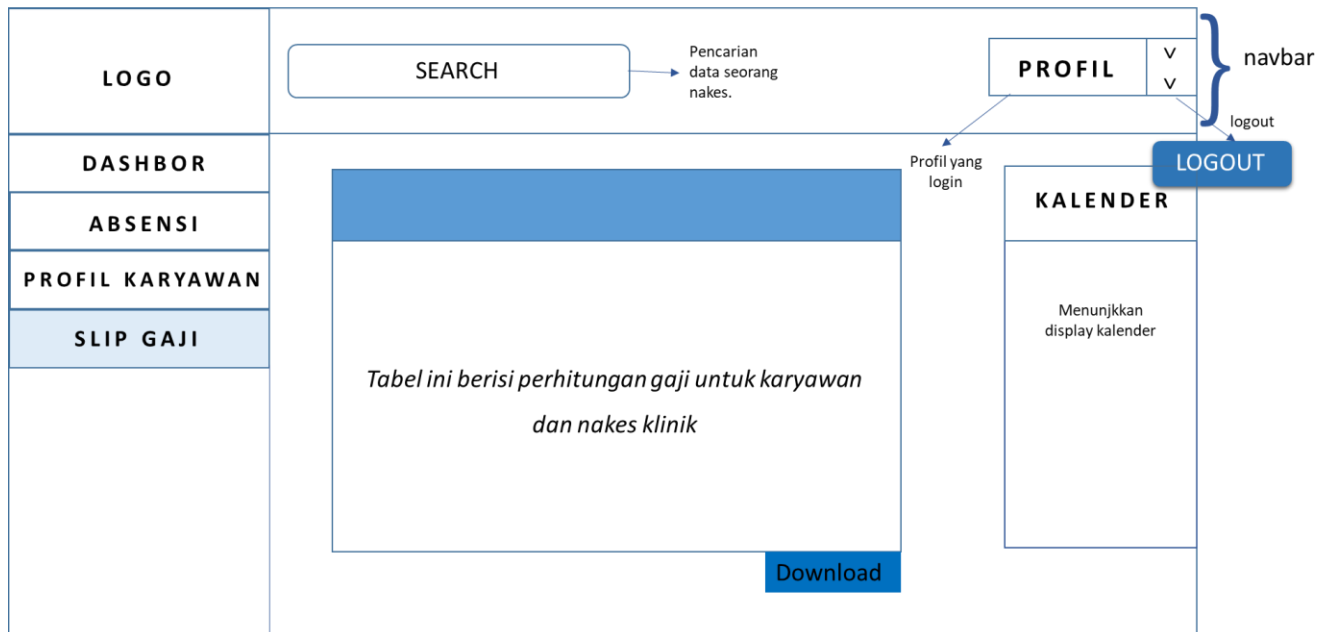 LOGO
SEARCH
Pencarian
data seorang
nakes.
PROFIL
v
v
navbar
logout
LOGOUT
Profil yang
login
DASHBOR
ABSENSI
PROFIL KARYAWAN
SLIP GAJI
KALENDER
Menunjkkan
display kalender
Tabel ini berisi perhitungan gaji untuk karyawan
dan nakes klinik
Download